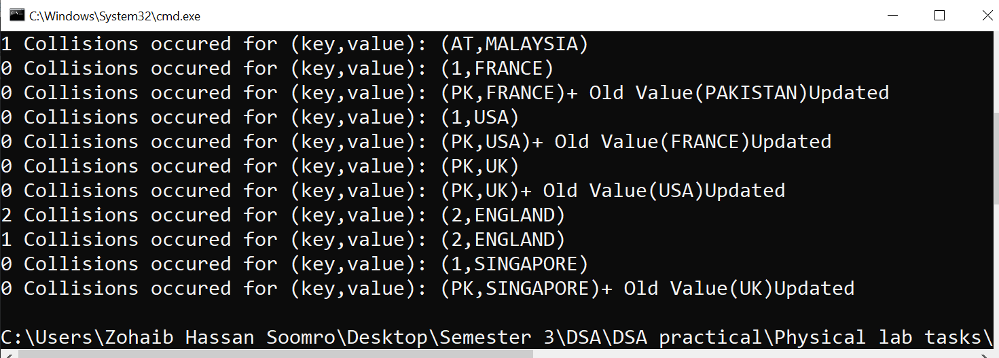 C:\Windows\System32\cmd.exe
1 Collisions occured for (key,value): (AT,MALAYSIA)
0 Collisions occured for (key,value): (1,FRANCE)
0 Collisions occured for (key,value): (PK,FRANCE)+ Old Value(PAKISTAN)Updated
0 Collisions occured for (key,value): (1,USA)
0 Collisions occured for (key,value): (PK,USA)+ Old Value(FRANCE)Updated
0 Collisions occured for (key,value): (PK,UK)
0 Collisions occured for (key,value): (PK,UK)+ Old Value(USA)Updated
2 Collisions occured for (key,value): (2,ENGLAND)
1 Collisions occured for (key,value): (2,ENGLAND)
0 Collisions occured for (key,value): (1,SINGAPORE)
0 Collisions occured for (key,value): (PK,SINGAPORE)+ Old Value(UK)Updated
C:\Users\Zohaib Hassan Soomro\Desktop\Semester 3\DSA\DSA practical\Physical lab tasks\